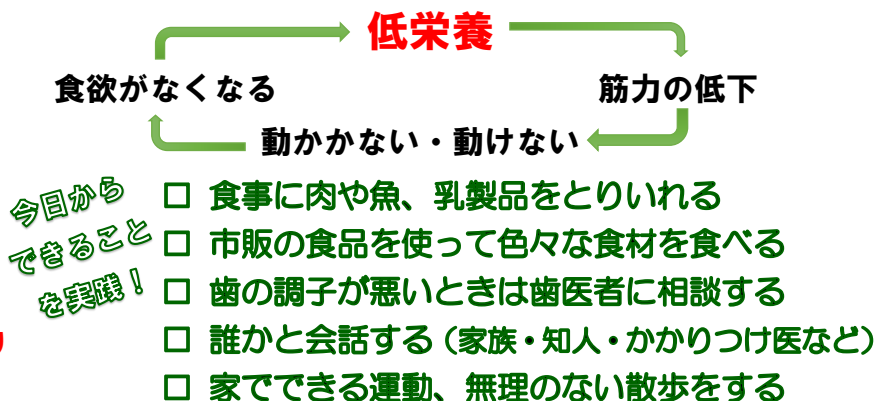 低栄養
食欲がなくなる
筋力の低下
動かかない・動けない
今日から
できること
を実践！
□ 食事に肉や魚、乳製品をとりいれる
□ 市販の食品を使って色々な食材を食べる
□ 歯の調子が悪いときは歯医者に相談する
□ 誰かと会話する（家族・知人・かかりつけ医など）
□ 家でできる運動、無理のない散歩をする